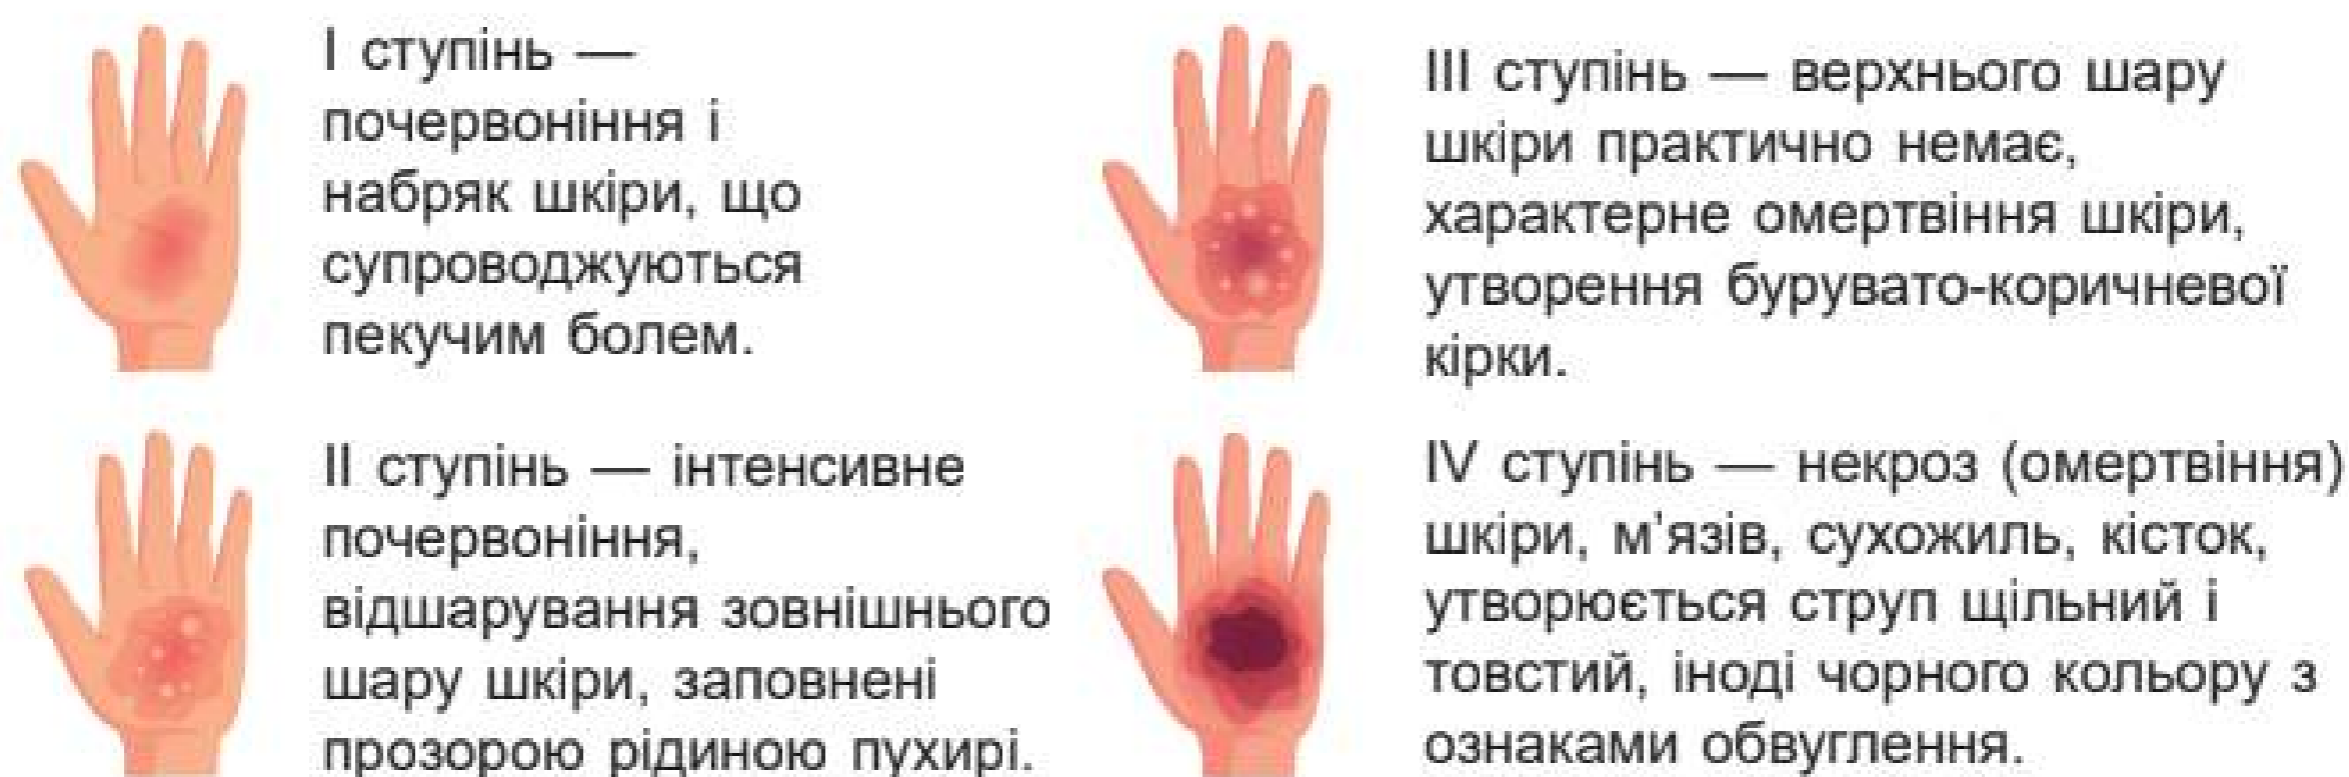 I ступінь —
почервоніння і
набряк шкіри, що
супроводжуються
пекучим болем.
II ступінь — інтенсивне
почервоніння,
відшарування зовнішнього
шару шкіри, заповнені
прозорою рідиною пухирі.
III ступінь — верхнього шару
шкіри практично немає,
характерне омертвіння шкіри,
утворення бурувато-коричневої
кірки.
IV ступінь — некроз (омертвіння)
шкіри, м'язів, сухожиль, кісток,
утворюється струп щільний і
товстий, іноді чорного кольору з
ознаками обвуглення.